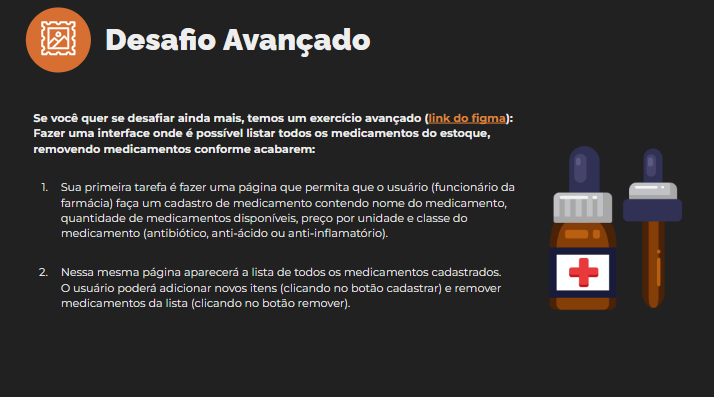 Desafio Avançado
Se você quer se desafiar ainda mais, temos um exercício avançado (link do figma):
Fazer uma interface onde é possível listar todos os medicamentos do estoque,
removendo medicamentos conforme acabarem:
1. Sua primeira tarefa é fazer uma página que permita que o usuário (funcionário da
farmácia) faça um cadastro de medicamento contendo nome do medicamento,
quantidade de medicamentos disponíveis, preço por unidade e classe do
medicamento (antibiótico, anti-ácido ou anti-inflamatório).
2. Nessa mesma página aparecerá a lista de todos os medicamentos cadastrados.
O usuário poderá adicionar novos itens (clicando no botão cadastrar) e remover
medicamentos da lista (clicando no botão remover).